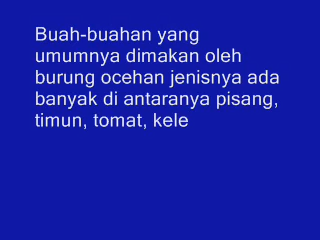 Buah-buahan yang
umumnya dimakan oleh
burung ocehan jenisnya ada
banyak di antaranya pisang,
timun, tomat, kele